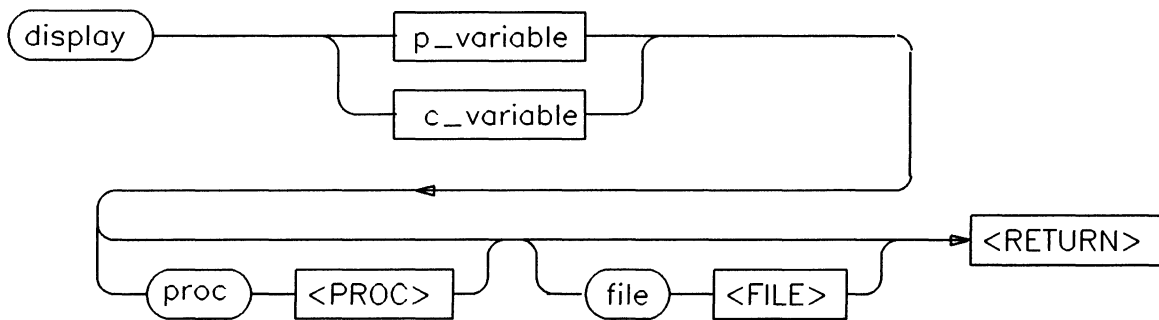 display
p_variable
c_variable
<RETURN>
proc <PROC> file <FILE>